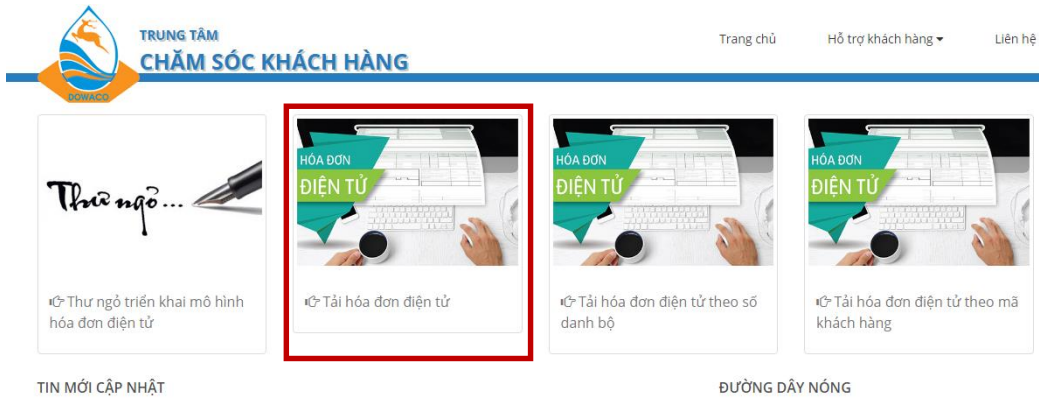 TRUNG TÂM
CHĂM SÓC KHÁCH HÀNG
DOWACO
Trang chủ
Hỗ trợ khách hàng
Liên hệ
Thư ngỏ...
HÓA ĐƠN
ĐIỆN TỬ
HÓA ĐƠN
ĐIỆN TỬ
HÓA ĐƠN
ĐIỆN TỬ
Thư ngỏ triển khai mô hình
hóa đơn điện tử
Tải hóa đơn điện tử
Tải hóa đơn điện tử theo số
danh bộ
Tải hóa đơn điện tử theo mã
khách hàng
TIN MỚI CẬP NHẬT
ĐƯỜNG DÂY NÓNG